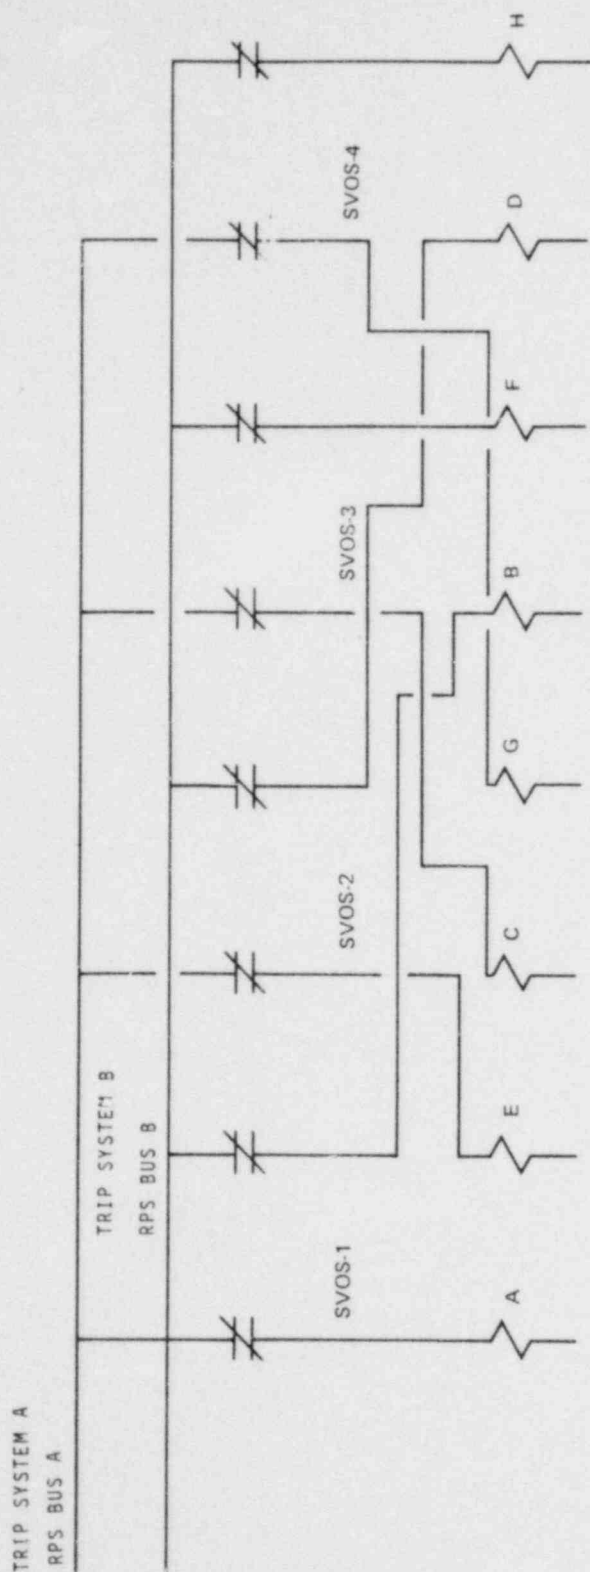 TRIP SYSTEM A
RPS BUS A
TRIP SYSTEM B
RPS BUS B
SVOS-1
SVOS-2
SVOS-3
SVOS-4
A
E
C
G
B
F
D
H